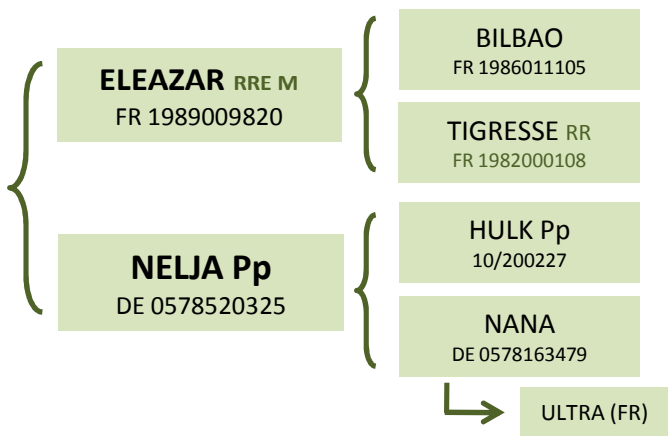 ELEAZAR RRE M
FR 1989009820
BILBAO
FR 1986011105
TIGRESSE RR
FR 1982000108
NELJA Pp
DE 0578520325
HULK Pp
10/200227
NANA
DE 0578163479
ULTRA (FR)